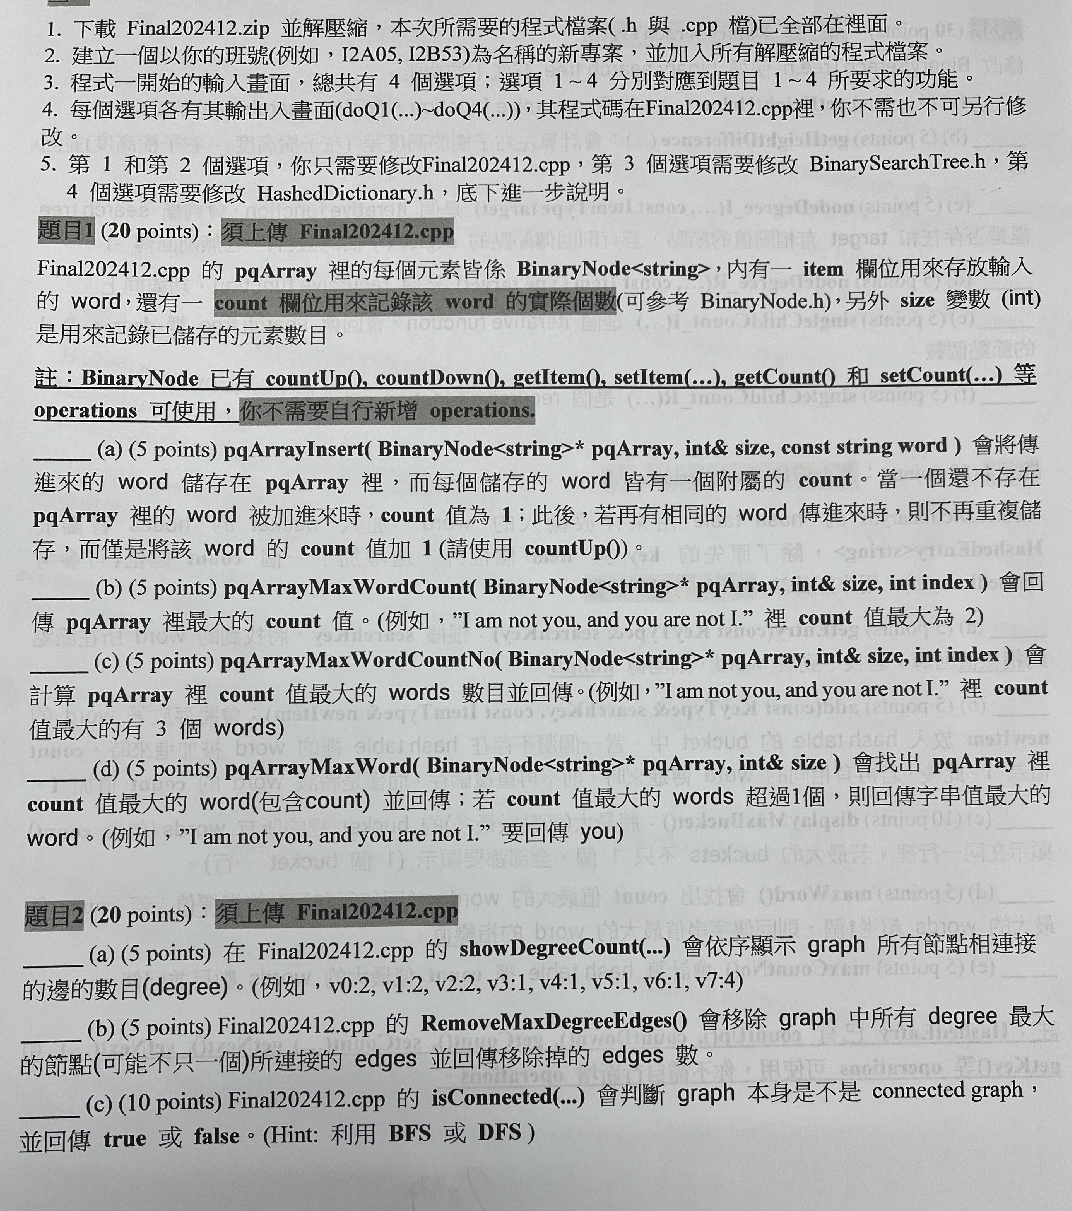 1. 下載 Final202412.zip 並解壓縮，本次所需要的程式檔案( .h 與 .cpp 檔)已全部在裡面。
2. 建立一個以你的班號(例如，I2A05, I2B53)為名稱的新專案，並加入所有解壓縮的程式檔案。
3. 程式一開始的輸入畫面，總共有 4 個選項；選項 1～4 分別對應到題目 1～4 所要求的功能。
4. 每個選項各有其輸出入畫面(doQ1(...)~doQ4(...))，其程式碼在Final202412.cpp裡，你不需也不可另行修
改。
5. 第 1 和第 2 個選項，你只需要修改Final202412.cpp，第 3 個選項需要修改 BinarySearchTree.h，第
4 個選項需要修改 HashedDictionary.h，底下進一步說明。
題目1 (20 points)：須上傳 Final202412.cpp
Final202412.cpp 的 pqArray 裡的每個元素皆係 BinaryNode<string>，內有一 item 欄位用來存放輸入
的 word，還有一 count 欄位用來記錄該 word 的實際個數(可參考 BinaryNode.h)，另外 size 變數 (int)
是用來記錄已儲存的元素數目。
註：BinaryNode 已有 countUp(), countDown(), getItem(), setItem(...), getCount() 和 setCount(...) 等
operations 可使用，你不需要自行新增 operations.
_____ (a) (5 points) pqArrayInsert( BinaryNode<string>* pqArray, int& size, const string word ) 會將傳
進來的 word 儲存在 pqArray 裡，而每個儲存的 word 皆有一個附屬的 count。當一個還不存在
pqArray 裡的 word 被加進來時，count 值為 1；此後，若再有相同的 word 傳進來時，則不再重複儲
存，而僅是將該 word 的 count 值加 1 (請使用 countUp())。
_____ (b) (5 points) pqArrayMaxWordCount( BinaryNode<string>* pqArray, int& size, int index ) 會回
傳 pqArray 裡最大的 count 值。(例如，”I am not you, and you are not I.” 裡 count 值最大為 2)
_____ (c) (5 points) pqArrayMaxWordCountNo( BinaryNode<string>* pqArray, int& size, int index ) 會
計算 pqArray 裡 count 值最大的 words 數目並回傳。(例如，”I am not you, and you are not I.” 裡 count
值最大的有 3 個 words)
_____ (d) (5 points) pqArrayMaxWord( BinaryNode<string>* pqArray, int& size ) 會找出 pqArray 裡
count 值最大的 word(包含count) 並回傳；若 count 值最大的 words 超過1個，則回傳字串值最大的
word。(例如，”I am not you, and you are not I.” 要回傳 you)
題目2 (20 points)：須上傳 Final202412.cpp
_____ (a) (5 points) 在 Final202412.cpp 的 showDegreeCount(...) 會依序顯示 graph 所有節點相連接
的邊的數目(degree)。(例如，v0:2, v1:2, v2:2, v3:1, v4:1, v5:1, v6:1, v7:4)
_____ (b) (5 points) Final202412.cpp 的 RemoveMaxDegreeEdges() 會移除 graph 中所有 degree 最大
的節點(可能不只一個)所連接的 edges 並回傳移除掉的 edges 數。
_____ (c) (10 points) Final202412.cpp 的 isConnected(...) 會判斷 graph 本身是不是 connected graph，
並回傳 true 或 false。(Hint: 利用 BFS 或 DFS )